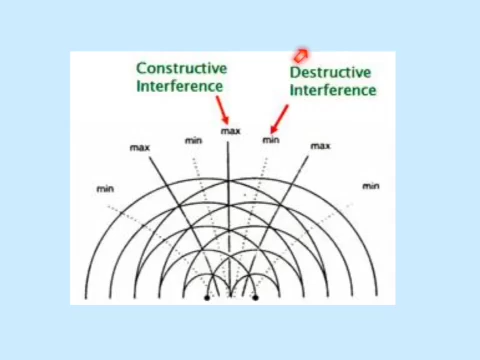 Constructive
Interference
Destructive
Interference
max
min
min
max
max
min
min